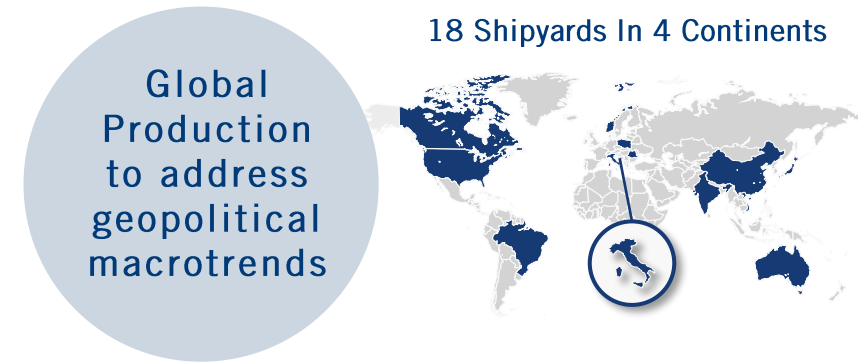 18 Shipyards In 4 Continents
Global
Production
to address
geopolitical
macrotrends